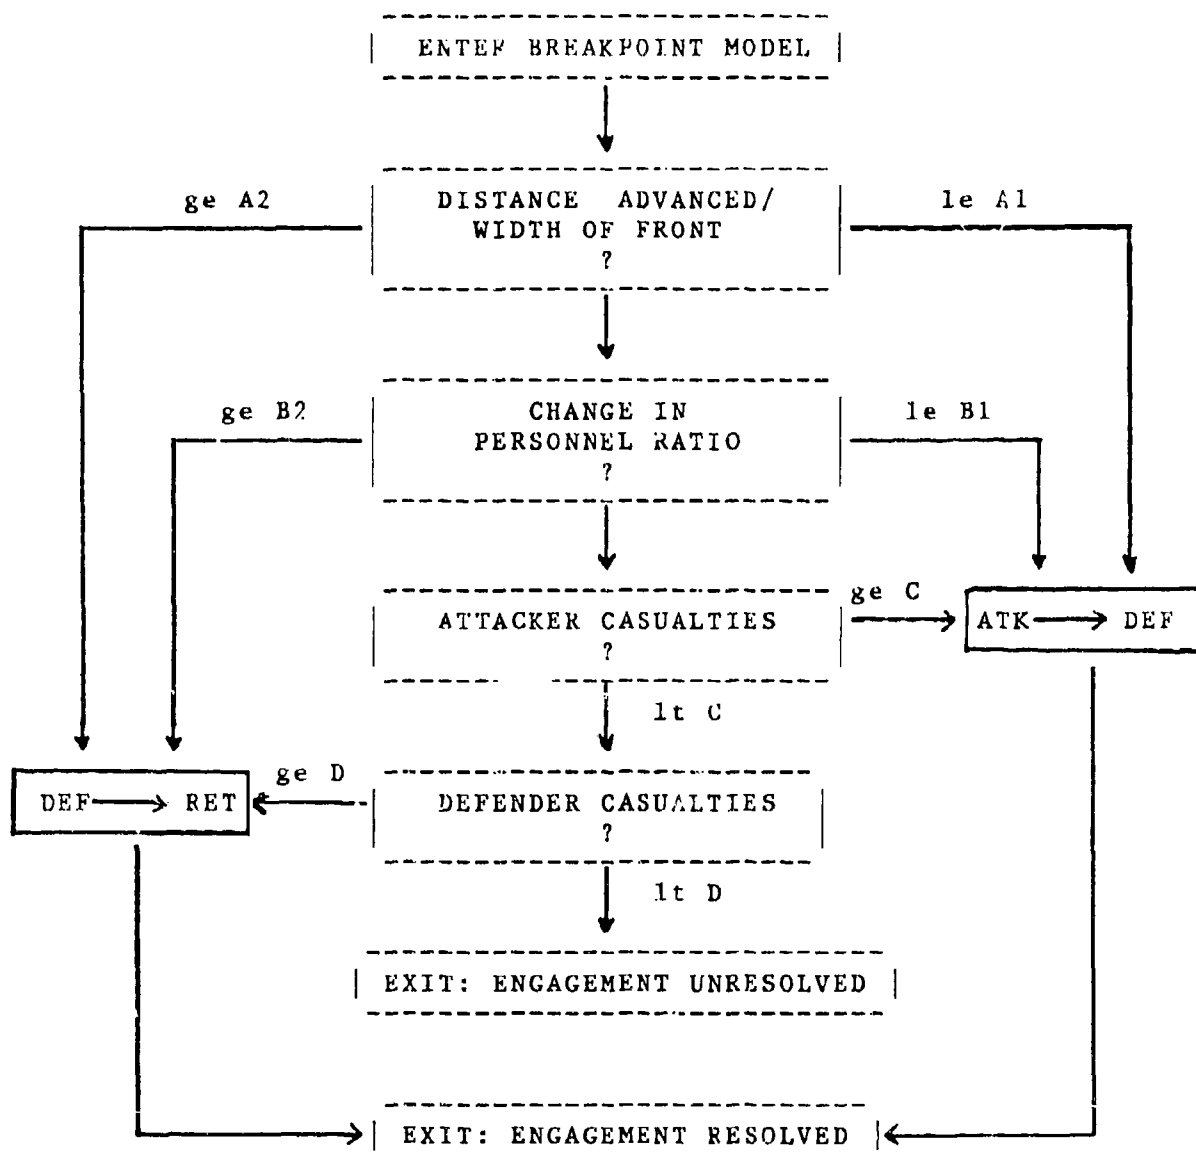 ENTER BREAKPOINT MODEL
ge A2
DISTANCE ADVANCED/
WIDTH OF FRONT
?
le A1
ge B2
CHANGE IN
PERSONNEL RATIO
?
le B1
ATTACKER CASUALTIES
?
ge C
ATK DEF
lt C
ge D
DEF RET
DEFENDER CASUALTIES
?
lt D
EXIT: ENGAGEMENT UNRESOLVED
EXIT: ENGAGEMENT RESOLVED